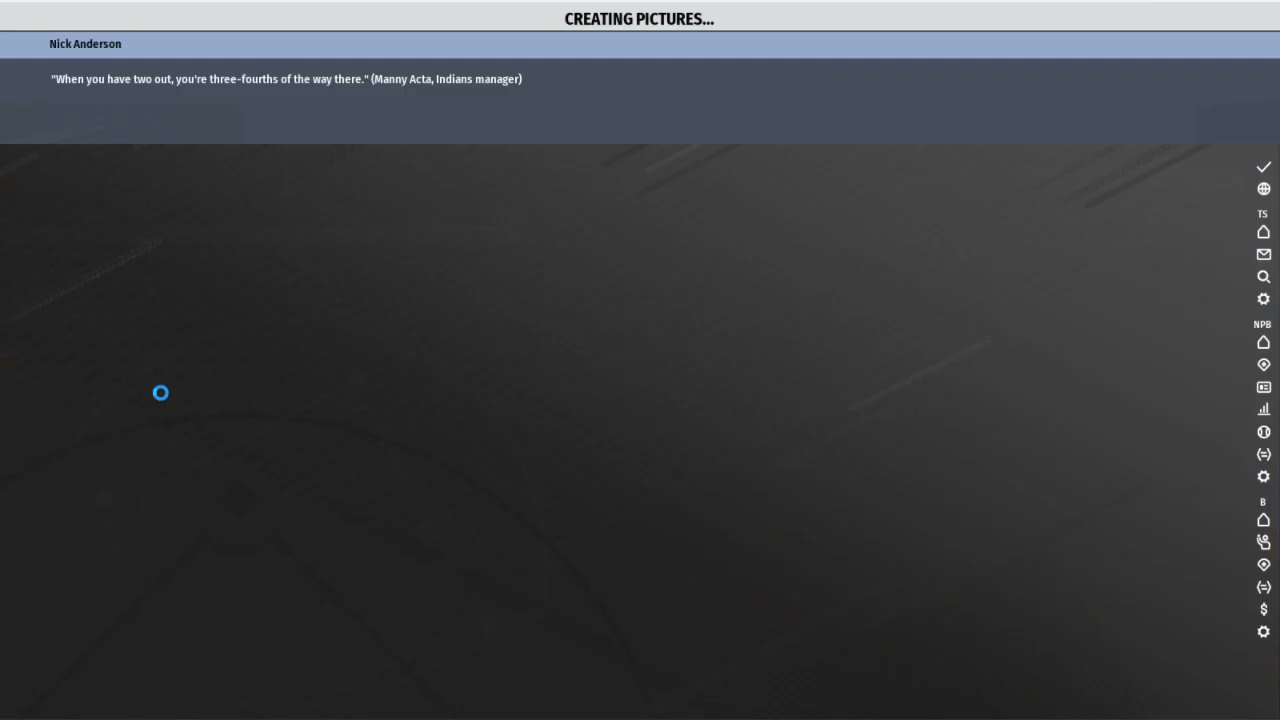 CREATING PICTURES...
Nick Anderson
"When you have two out, you're three-fourths of the way there." (Manny Acta, Indians manager)
TS
NPB
B